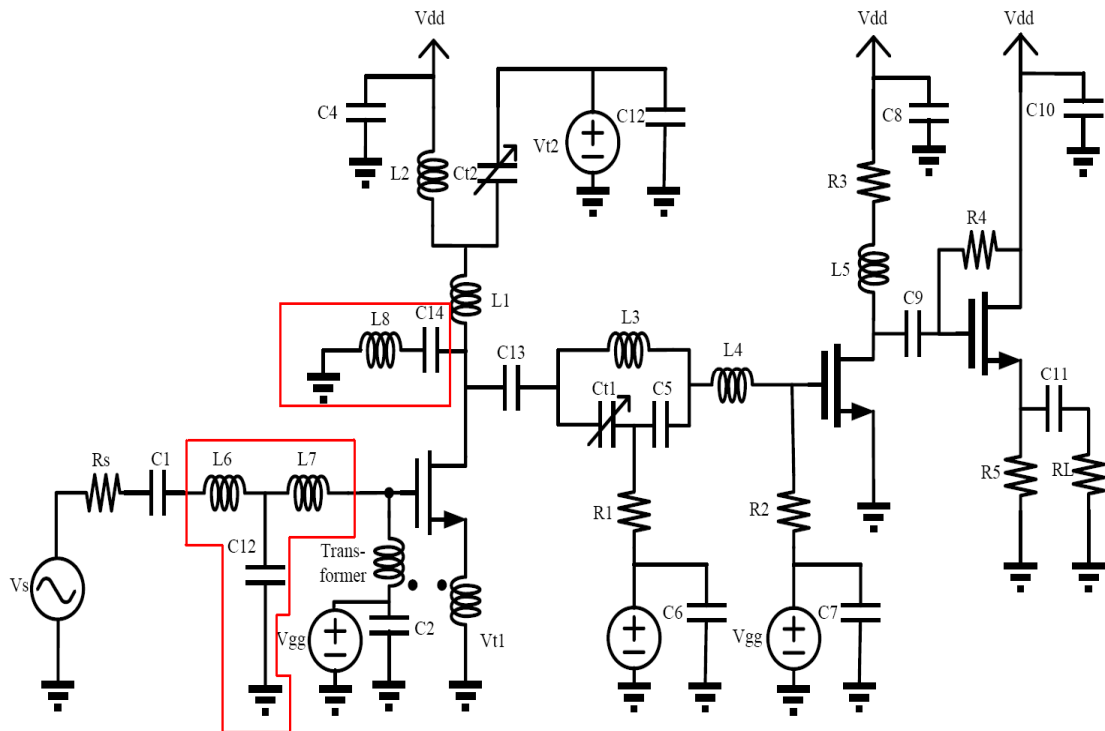 Vdd
Vdd
Vdd
C4
C12
C8
C10
Vt2
L2
Ct2
R3
R4
L1
L5
C14
L8
C9
L3
C13
L4
Ct1
C5
C11
Rs
C1
L6
L7
R5
RL
R1
R2
C12
Trans-
former
Vs
C2
Vgg
Vt1
C6
Vgg
C7